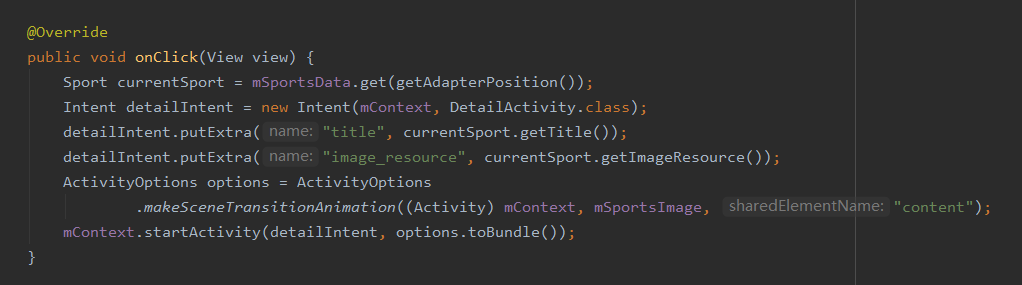 @Override
public void onClick(View view) {
    Sport currentSport = mSportsData.get(getAdapterPosition());
    Intent detailIntent = new Intent(mContext, DetailActivity.class);
    detailIntent.putExtra( name: "title", currentSport.getTitle());
    detailIntent.putExtra( name: "image_resource", currentSport.getImageResource());
    ActivityOptions options = ActivityOptions
            .makeSceneTransitionAnimation((Activity) mContext, mSportsImage, sharedElementName: "content");
    mContext.startActivity(detailIntent, options.toBundle());
}